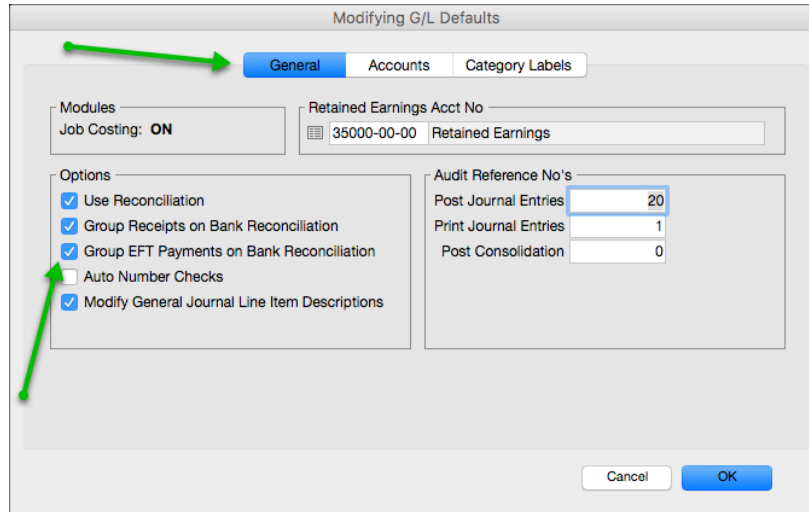 Modifying G/L Defaults
General Accounts Category Labels
Modules
Job Costing: ON
Retained Earnings Acct No
35000-00-00 Retained Earnings
Options
Use Reconciliation
Group Receipts on Bank Reconciliation
Group EFT Payments on Bank Reconciliation
Auto Number Checks
Modify General Journal Line Item Descriptions
Audit Reference No's
Post Journal Entries 20
Print Journal Entries 1
Post Consolidation 0
Cancel OK